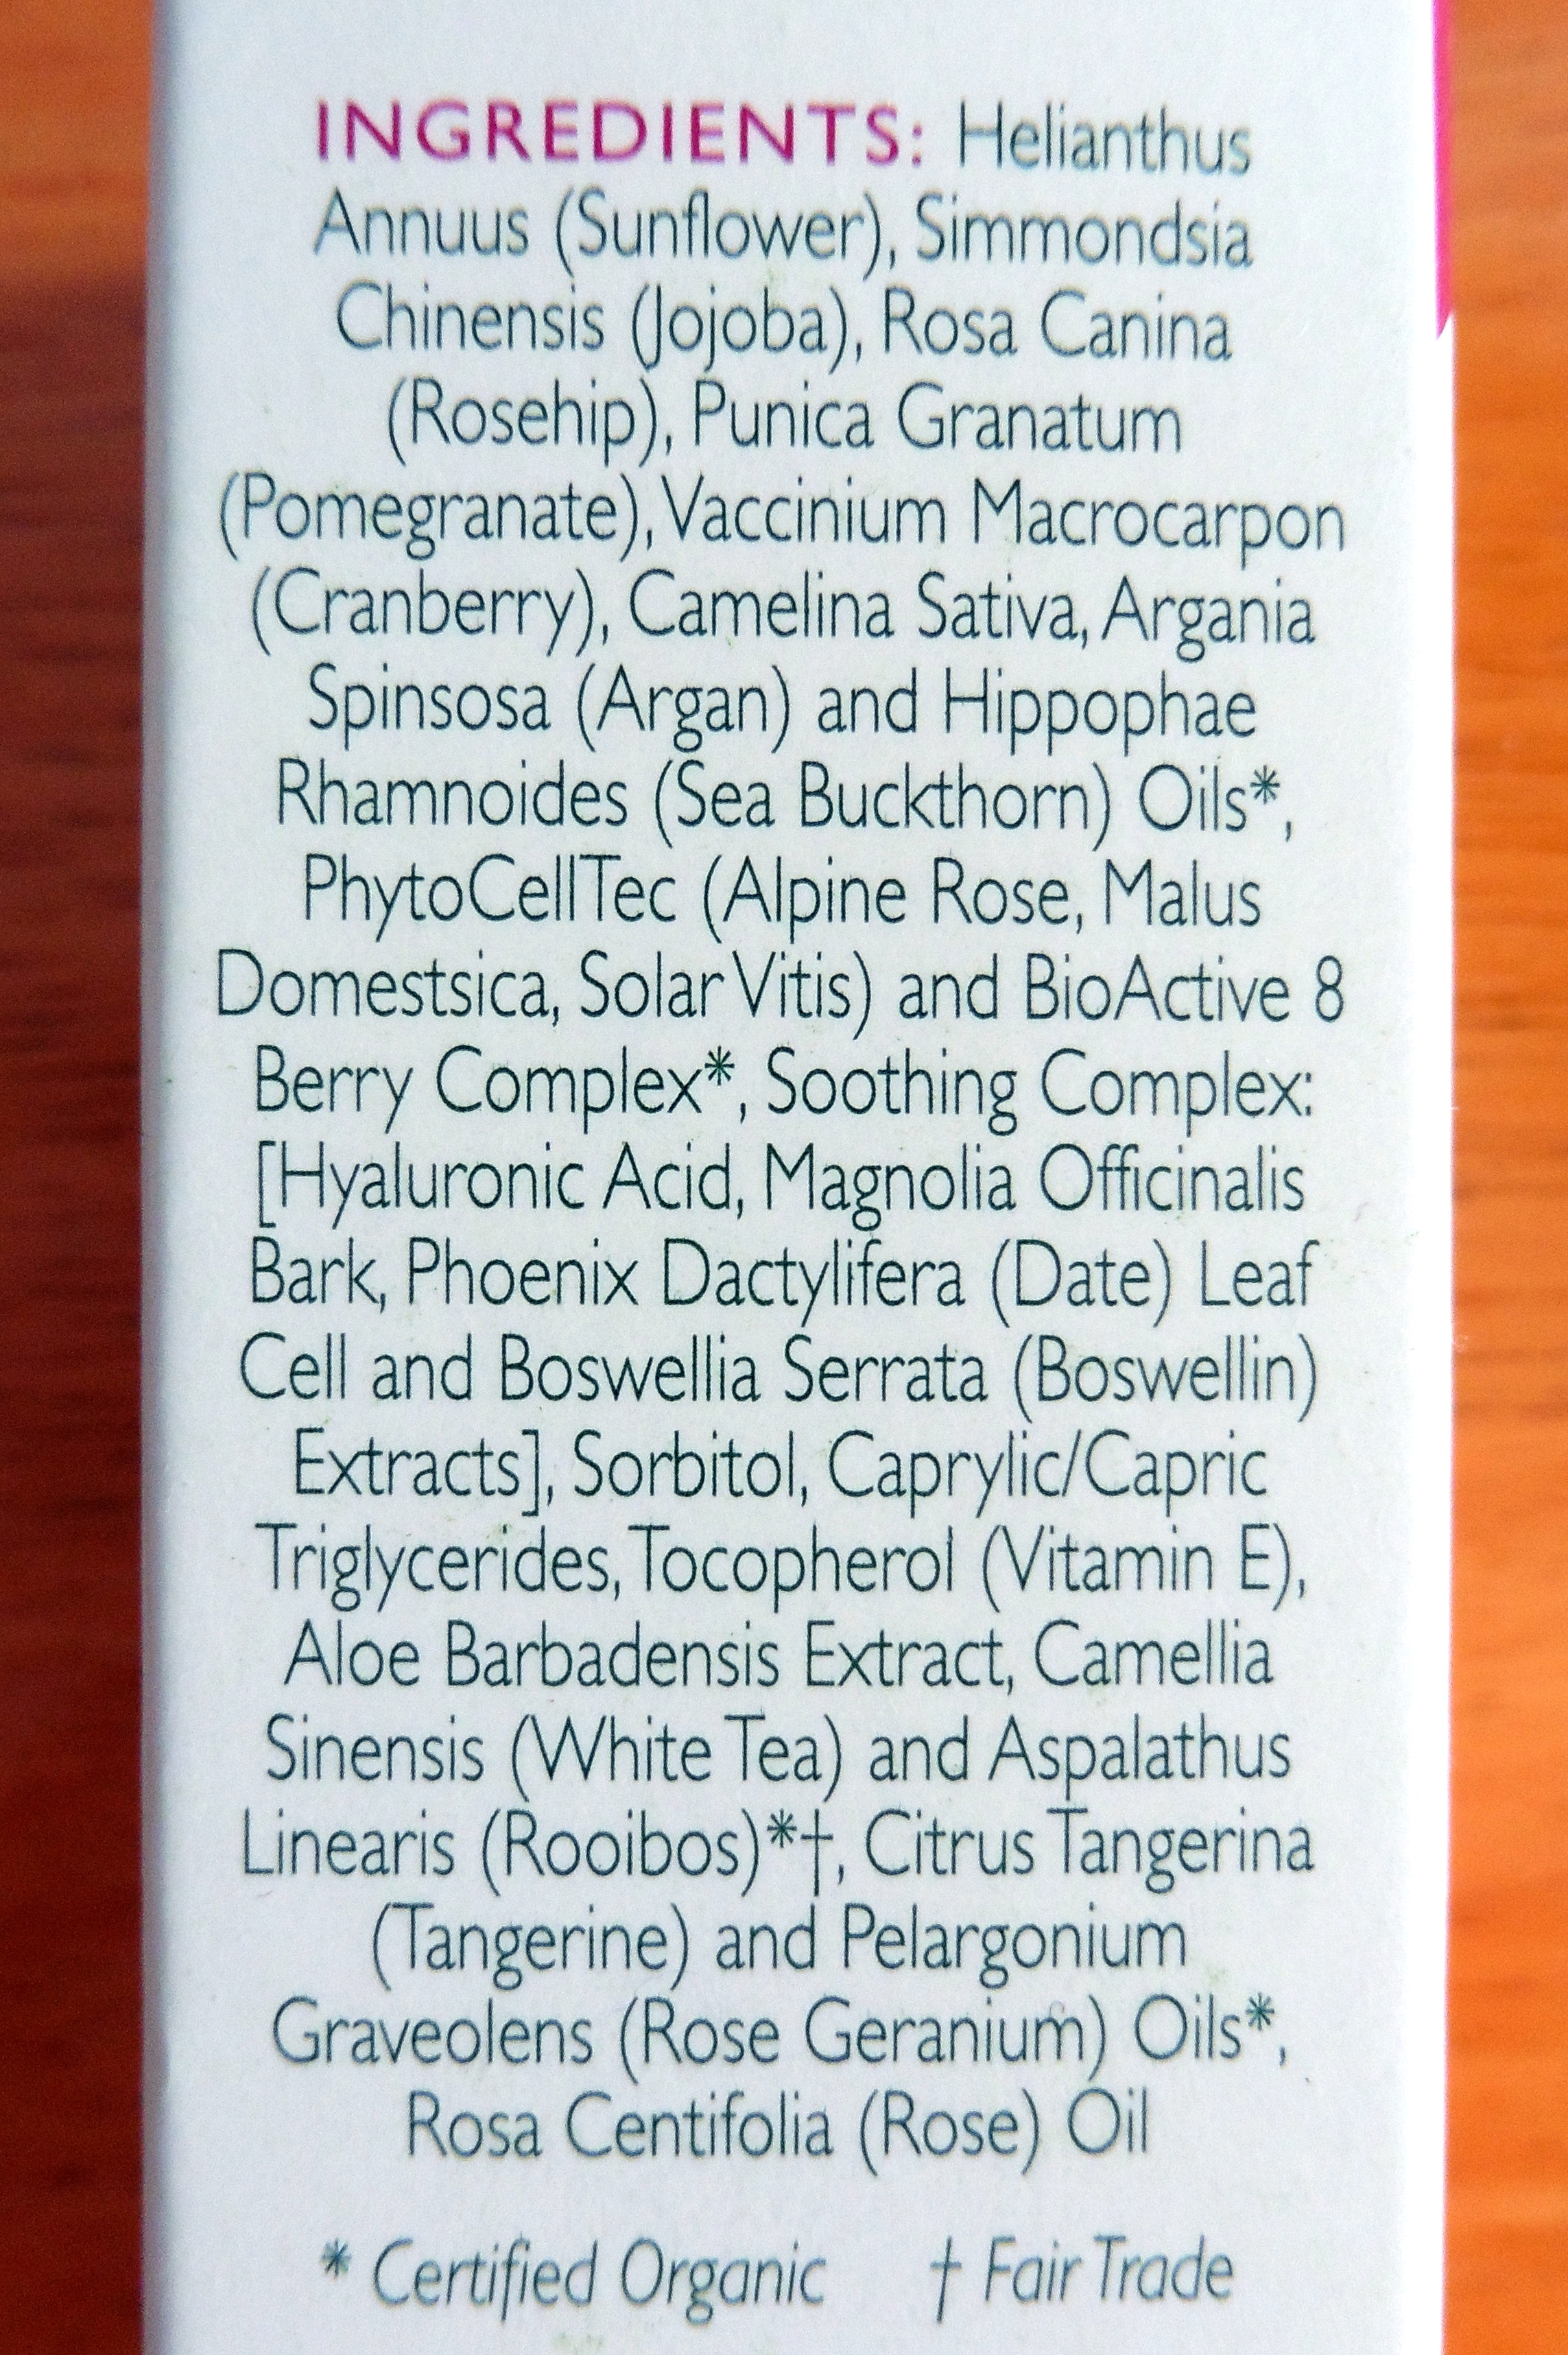 INGREDIENTS: Helianthus
Annuus (Sunflower), Simmondsia
Chinensis (Jojoba), Rosa Canina
(Rosehip), Punica Granatum
(Pomegranate), Vaccinium Macrocarpon
(Cranberry), Camelina Sativa, Argania
Spinsosa (Argan) and Hippophae
Rhamnoides (Sea Buckthorn) Oils*,
PhytoCellTec (Alpine Rose, Malus
Domestsica, Solar Vitis) and BioActive 8
Berry Complex*, Soothing Complex:
[Hyaluronic Acid, Magnolia Officinalis
Bark, Phoenix Dactylifera (Date) Leaf
Cell and Boswellia Serrata (Boswellin)
Extracts], Sorbitol, Caprylic/Capric
Triglycerides, Tocopherol (Vitamin E),
Aloe Barbadensis Extract, Camellia
Sinensis (White Tea) and Aspalathus
Linearis (Rooibos)*†, Citrus Tangerina
(Tangerine) and Pelargonium
Graveolens (Rose Geranium) Oils*,
Rosa Centifolia (Rose) Oil
* Certified Organic † Fair Trade